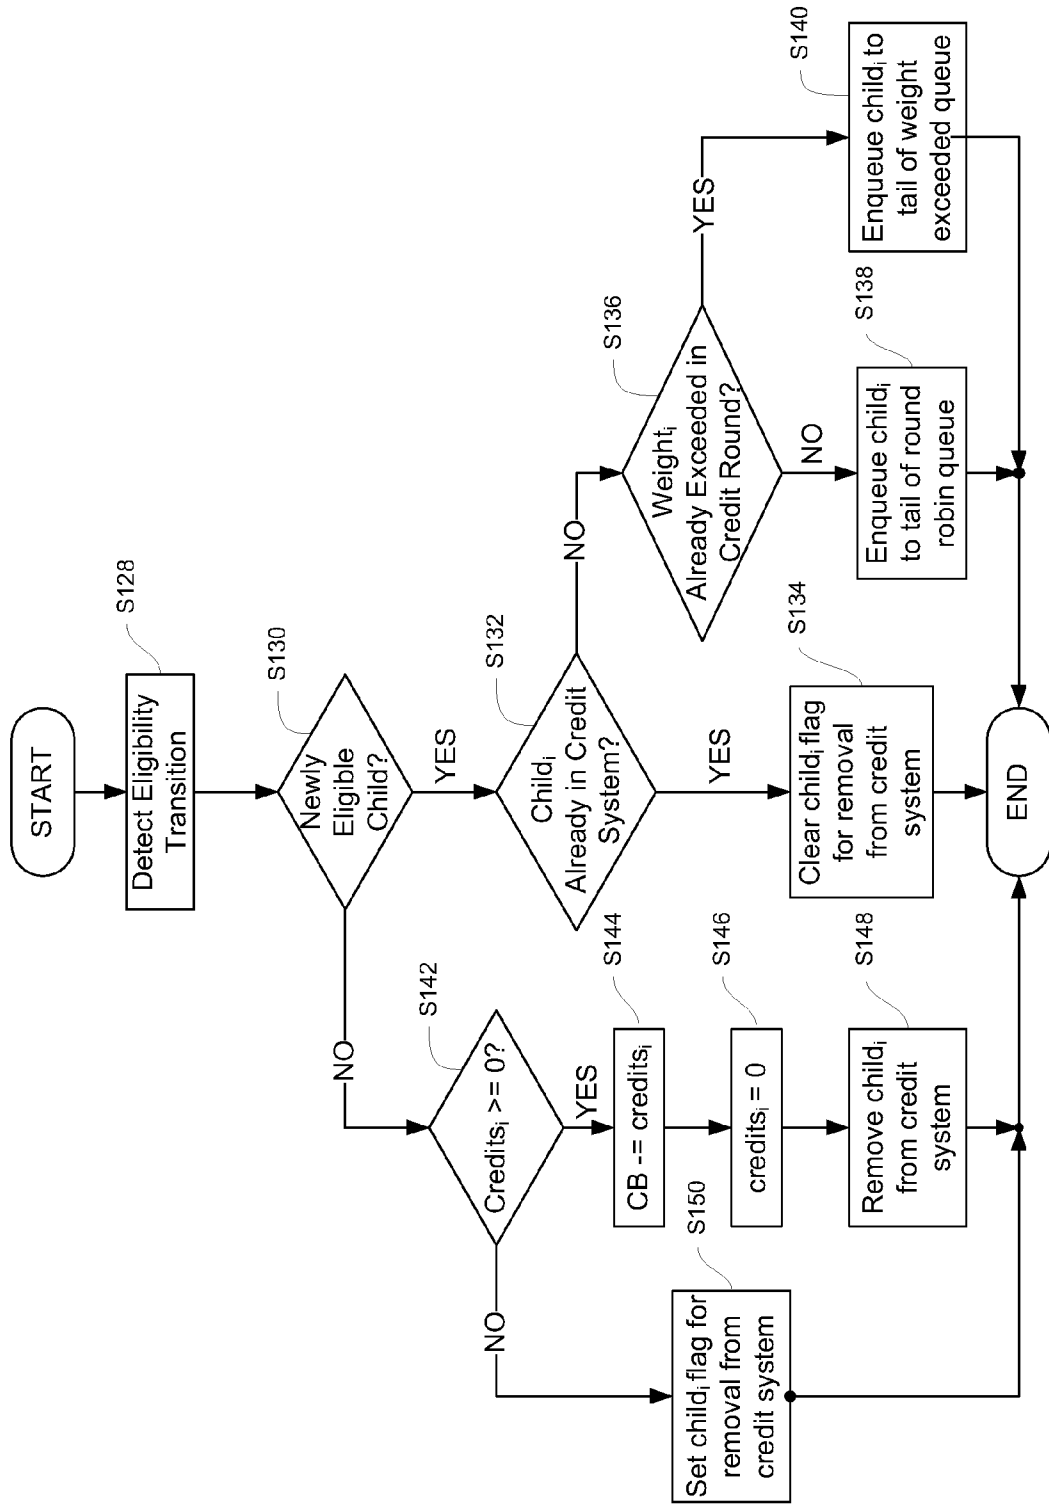 START
S128
Detect Eligibility
Transition
S130
Newly
Eligible
Child?
NO
YES
S142
Creditsᵢ >= 0?
NO
YES
S132
Childᵢ
Already in Credit
System?
NO
YES
S144
CB -= creditsᵢ
S136
Weightᵢ
Already Exceeded in
Credit Round?
NO
YES
S150
Set childᵢ flag for
removal from
credit system
S146
creditsᵢ = 0
S148
Remove childᵢ
from credit
system
S134
Clear childᵢ flag
for removal
from credit
system
S138
Enqueue childᵢ
to tail of round
robin queue
S140
Enqueue childᵢ to
tail of weight
exceeded queue
END